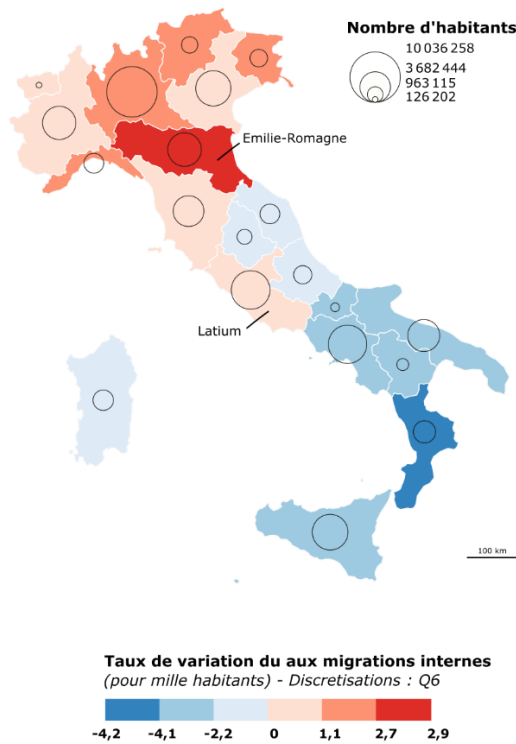 Nombre d'habitants
10 036 258
3 682 444
963 115
126 202
Emilie-Romagne
Latium
100 km
Taux de variation du aux migrations internes
(pour mille habitants) - Discretisations : Q6
-4,2 -4,1 -2,2 0 1,1 2,7 2,9